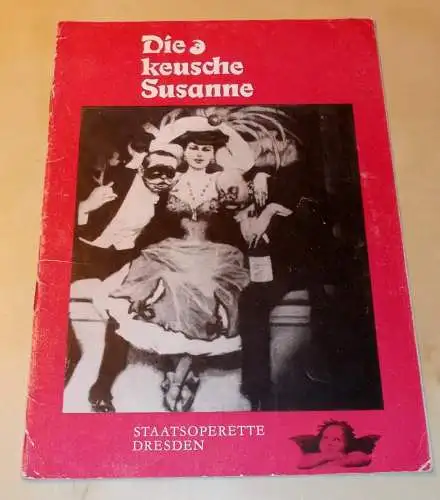 Die
keusche
Susanne
STAATSOPERETTE
DRESDEN